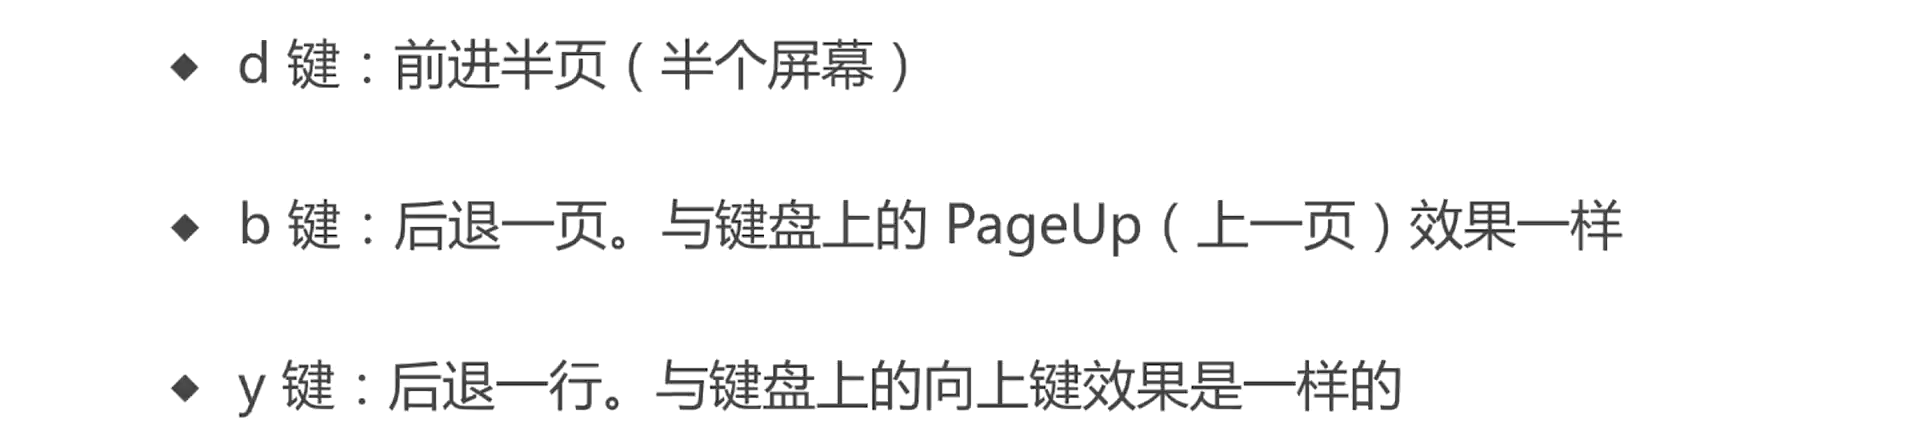 ◆ d 键：前进半页（半个屏幕）
◆ b 键：后退一页。与键盘上的 PageUp（上一页）效果一样
◆ y 键：后退一行。与键盘上的向上键效果是一样的